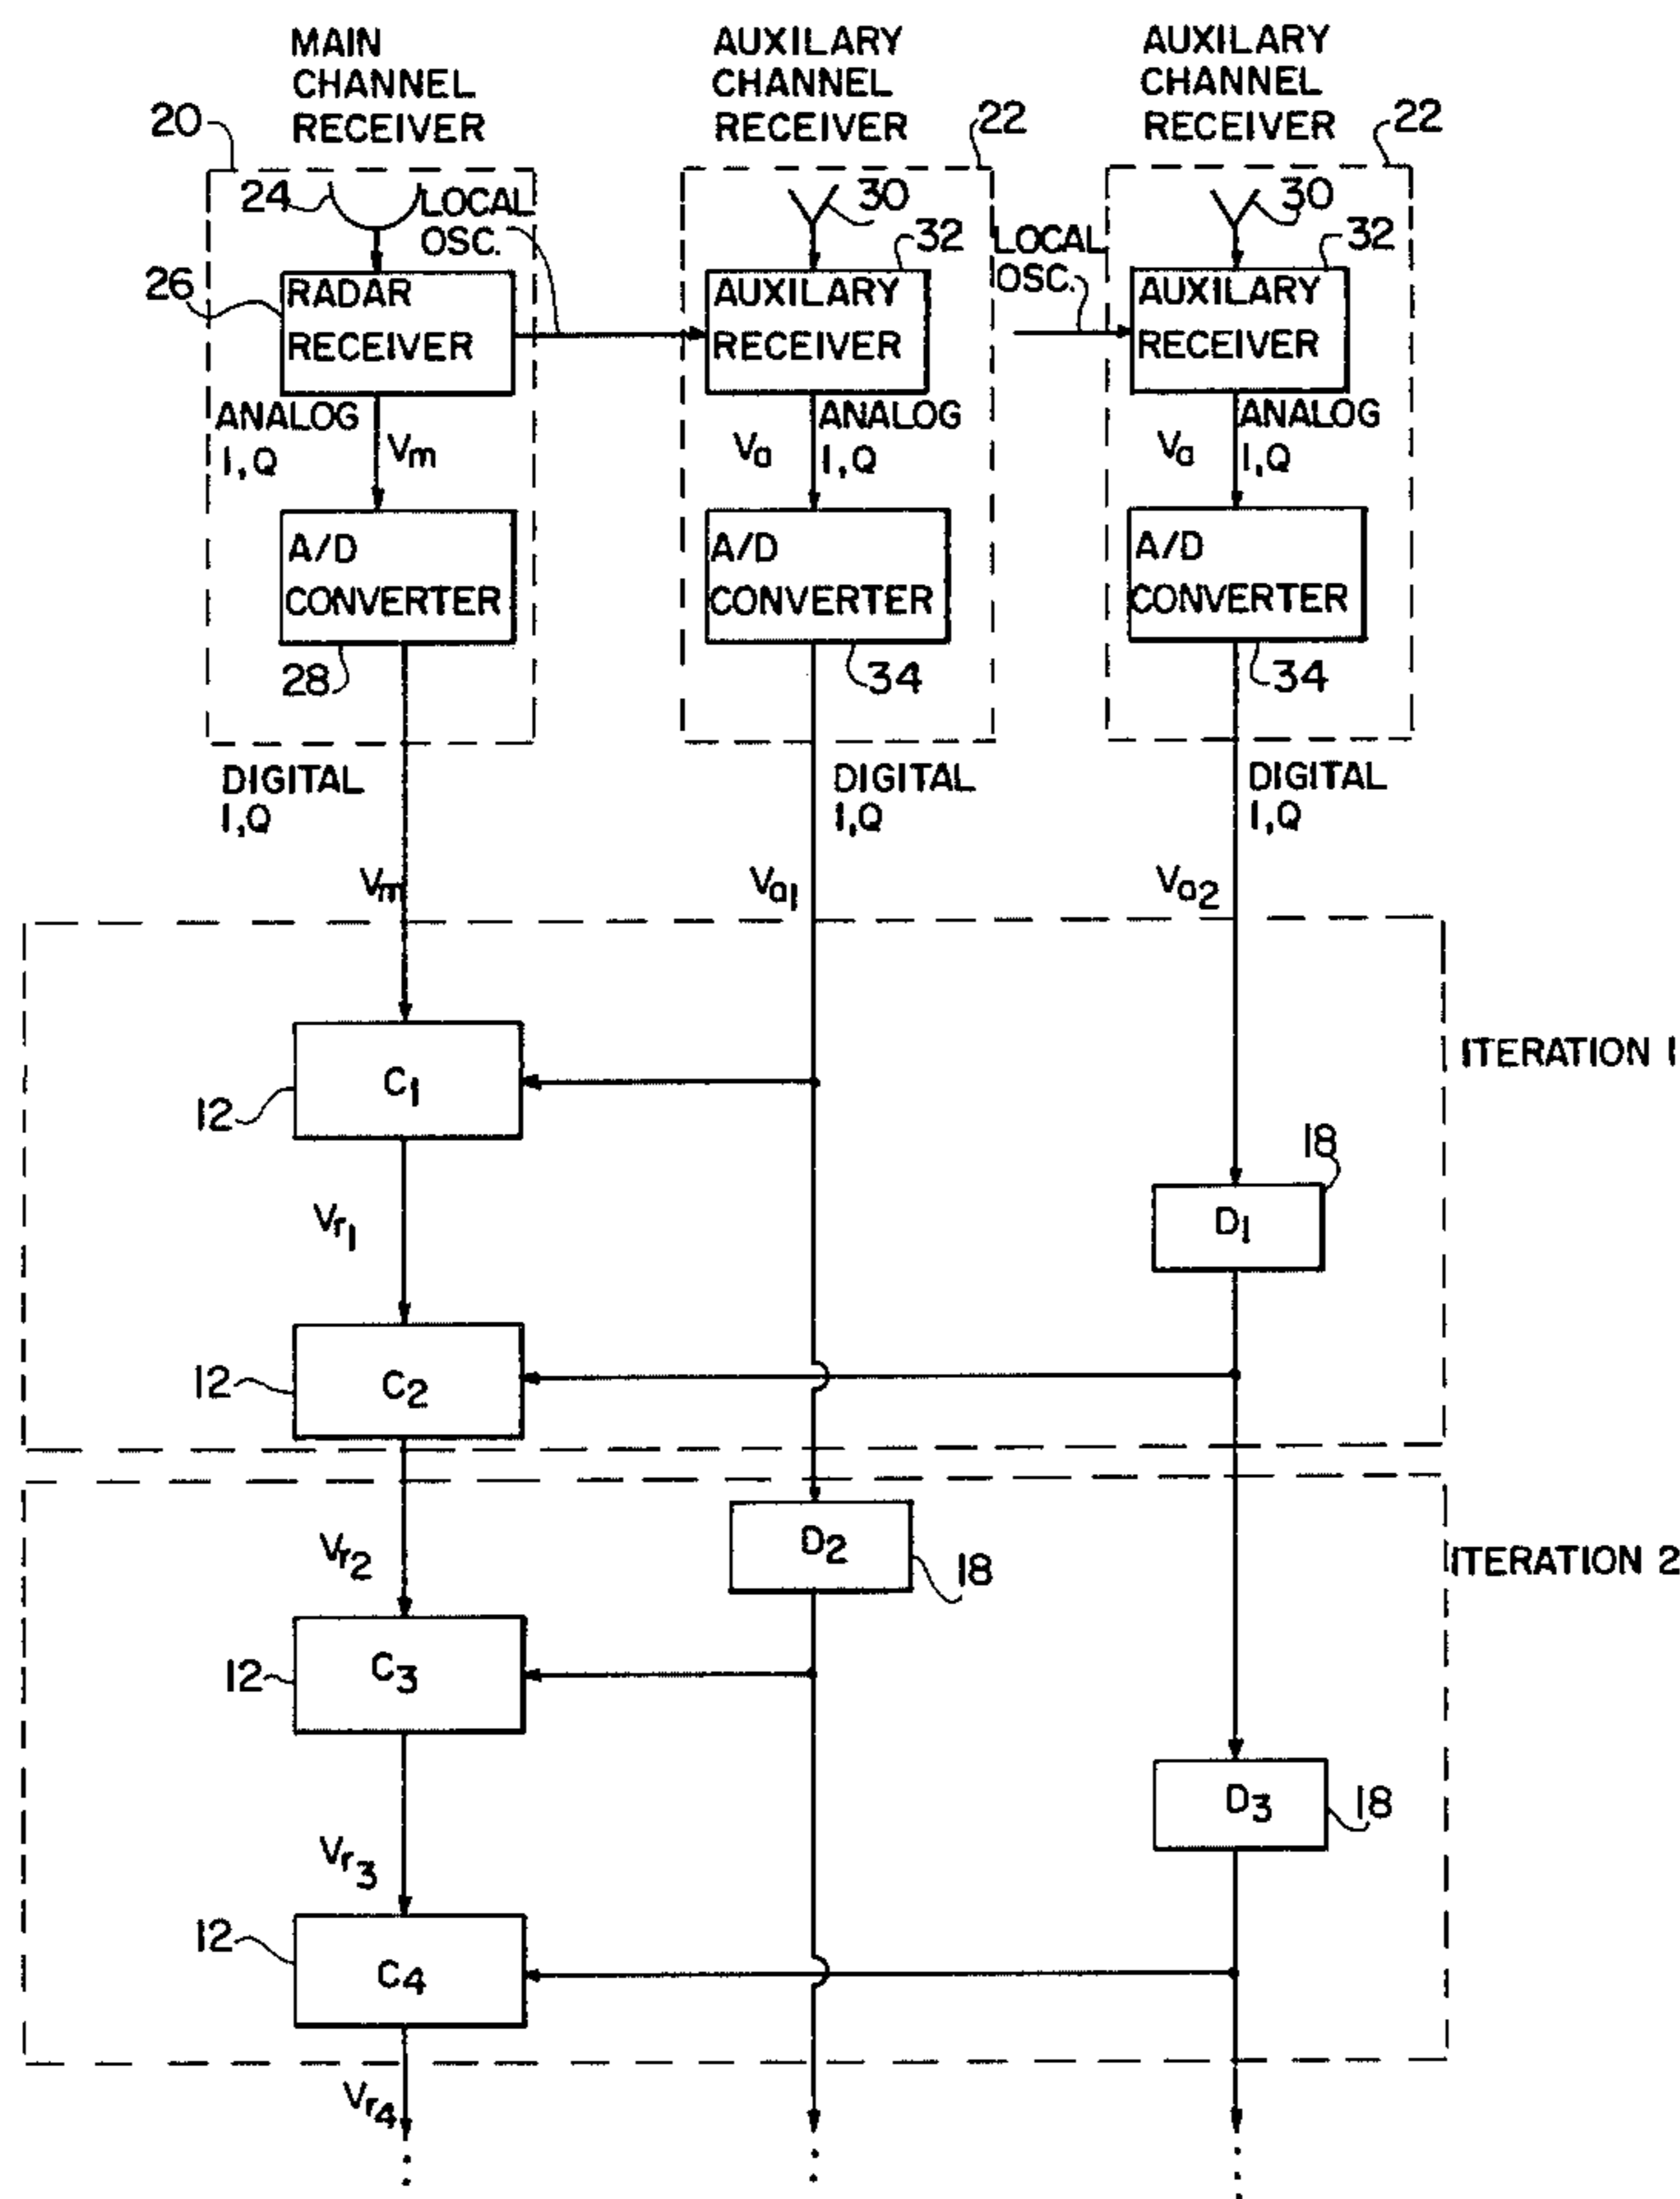 MAIN
CHANNEL
RECEIVER
AUXILARY
CHANNEL
RECEIVER
AUXILARY
CHANNEL
RECEIVER
20
22
22
24
LOCAL
OSC.
30
30
26
RADAR
RECEIVER
32
AUXILARY
RECEIVER
LOCAL
OSC.
32
AUXILARY
RECEIVER
ANALOG
I,Q
Vm
Va
ANALOG
I,Q
Va
ANALOG
I,Q
A/D
CONVERTER
A/D
CONVERTER
A/D
CONVERTER
28
34
34
DIGITAL
I,Q
DIGITAL
I,Q
DIGITAL
I,Q
Vm
Va1
Va2
ITERATION 1
C1
12
18
D1
Vr1
C2
12
ITERATION 2
D2
18
Vr2
C3
12
D3
18
Vr3
12
C4
Vr4